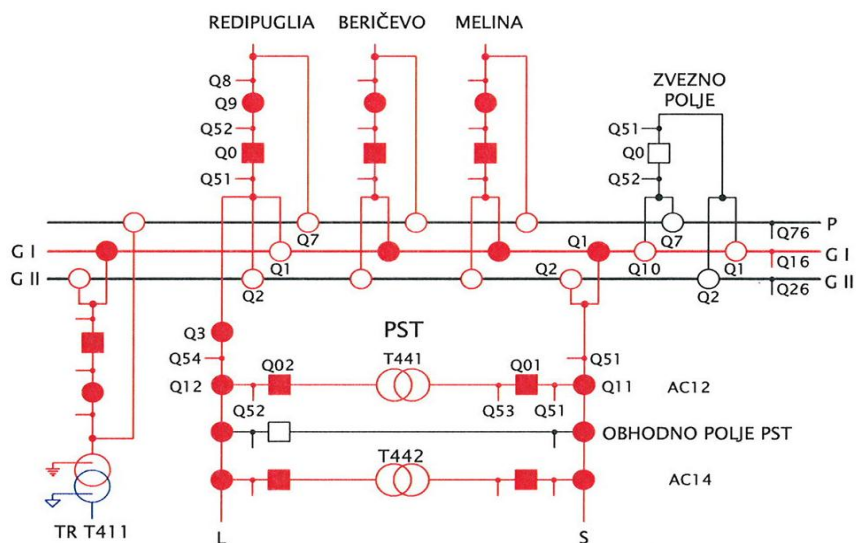 REDIPUGLIA BERIČEVO MELINA
ZVEZNO
POLJE
Q8
Q9
Q52
Q0
Q51
Q51
Q0
Q52
P
Q7
Q7
Q76
G I
Q1
Q1
Q10
Q1
Q16
G I
G II
Q2
Q2
Q2
Q26
G II
Q3
PST
Q54
T441
Q51
Q02
Q01
Q12
Q11
AC12
Q52
Q53
Q51
OBHODNO POLJE PST
T442
AC14
TR T411
L
S